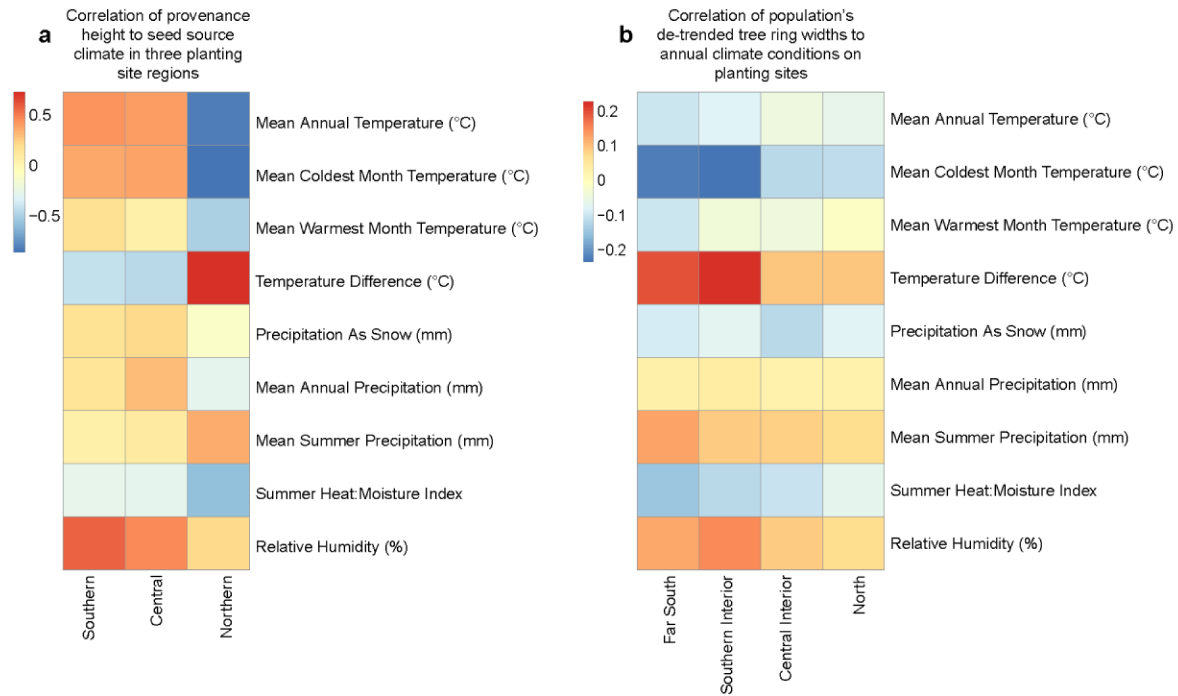 a
Correlation of provenance
height to seed source
climate in three planting
site regions
0.5
0
−0.5
Mean Annual Temperature (°C)
Mean Coldest Month Temperature (°C)
Mean Warmest Month Temperature (°C)
Temperature Difference (°C)
Precipitation As Snow (mm)
Mean Annual Precipitation (mm)
Mean Summer Precipitation (mm)
Summer Heat:Moisture Index
Relative Humidity (%)
Southern
Central
Northern
b
Correlation of population's
de-trended tree ring widths to
annual climate conditions on
planting sites
0.2
0.1
0
−0.1
−0.2
Mean Annual Temperature (°C)
Mean Coldest Month Temperature (°C)
Mean Warmest Month Temperature (°C)
Temperature Difference (°C)
Precipitation As Snow (mm)
Mean Annual Precipitation (mm)
Mean Summer Precipitation (mm)
Summer Heat:Moisture Index
Relative Humidity (%)
Far South
Southern Interior
Central Interior
North